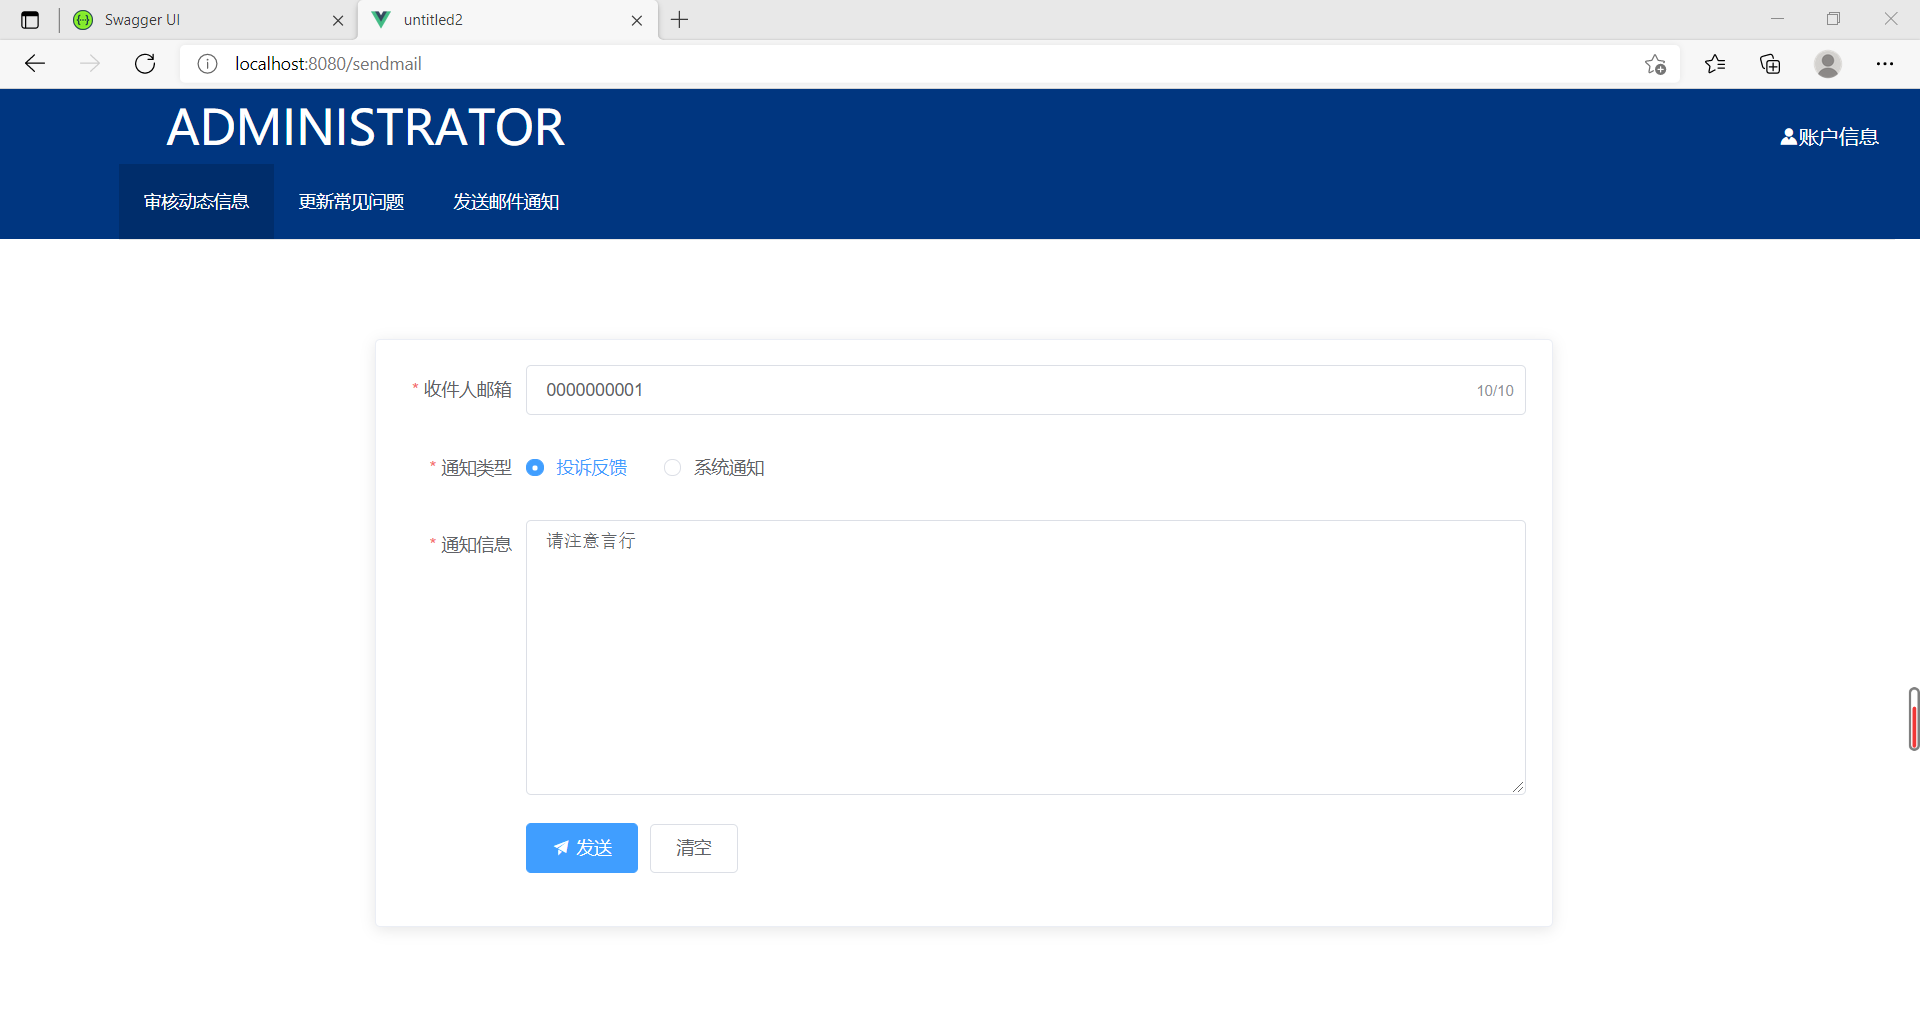 Swagger UI
untitled2
localhost:8080/sendmail
ADMINISTRATOR
账户信息
审核动态信息 更新常见问题 发送邮件通知
* 收件人邮箱 0000000001 10/10
* 通知类型 投诉反馈 系统通知
* 通知信息 请注意言行
发送 清空